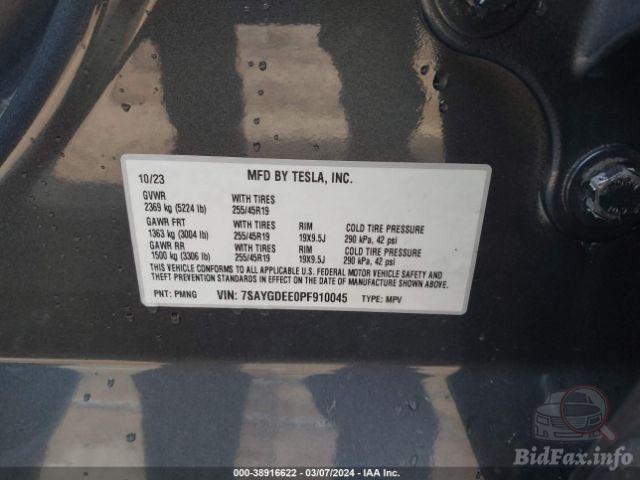 10/23 MFD BY TESLA, INC.
GVWR WITH TIRES
2369 kg (5224 lb) 255/45R19
GAWR FRT WITH TIRES RIM COLD TIRE PRESSURE
1363 kg (3004 lb) 255/45R19 19X9.5J 290 kPa, 42 psi
GAWR RR WITH TIRES RIM COLD TIRE PRESSURE
1500 kg (3306 lb) 255/45R19 19X9.5J 290 kPa, 42 psi
THIS VEHICLE CONFORMS TO ALL APPLICABLE U.S. FEDERAL MOTOR VEHICLE SAFETY AND
THEFT PREVENTION STANDARDS IN EFFECT ON THE DATE OF MANUFACTURE SHOWN ABOVE.
PNT: PMNG VIN: 7SAYGDEE0PF910045 TYPE: MPV
BidFax.info
000-38916622 — 03/07/2024 — IAA Inc.